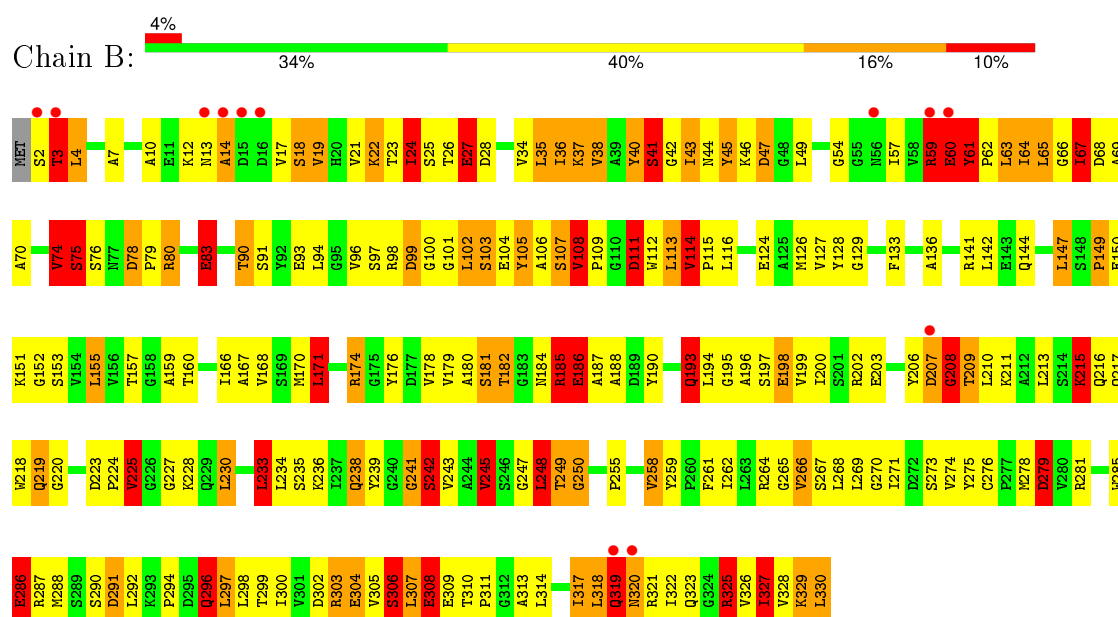 Chain B:
4%
34% 40% 16% 10%
MET S2 T3 L4 A7 A10 E11 K12 N13 A14 D15 D16 V17 S18 V19 H20 V21 K22 T23 I24 S25 T26 E27 D28 V34 L35 I36 K37 V38 A39 Y40 S41 G42 I43 N44 Y45 K46 D47 G48 L49 G54 G55 N56 I57 V58 R59 E60 Y61 P62 L63 I64 L65 G66 I67 D68 A69
A70 V74 S75 S76 N77 D78 P79 R80 E83 T90 S91 Y92 E93 L94 G95 V96 S97 R98 D99 G100 G101 L102 S103 E104 Y105 A106 S107 V108 P109 G110 D111 W112 L113 V114 P115 L116 E124 A125 M126 V127 Y128 G129 F133 A136 R141 L142 E143 Q144 L147 S148 P149 E150
K151 G152 S153 V154 L155 V156 T157 G158 A159 T160 I166 A167 V168 S169 M170 L171 R174 G175 Y176 D177 V178 V179 A180 S181 T182 G183 N184 R185 E186 A187 A188 D189 Y190 Q193 L194 G195 A196 S197 E198 V199 I200 S201 R202 E203 Y206 D207 G208 T209 L210 K211 A212 L213 S214 K215 Q216
W218 Q219 G220 D223 P224 V225 G226 G227 K228 Q229 L230 L233 L234 S235 K236 I237 Q238 Y239 G240 G241 S242 V243 A244 V245 S246 G247 L248 T249 G250 P255 V258 Y259 P260 F261 I262 L263 R264 G265 V266 S267 L268 L269 G270 I271 D272 S273 V274 Y275 C276 P277 M278 D279 V280 R281
E286 R287 M288 S289 S290 D291 L292 K293 P294 D295 Q296 L297 L298 T299 I300 V301 D302 R303 E304 V305 S306 L307 E308 E309 T310 P311 G312 A313 L314 I317 L318 Q319 N320 R321 I322 Q323 G324 R325 V326 I327 V328 K329 L330